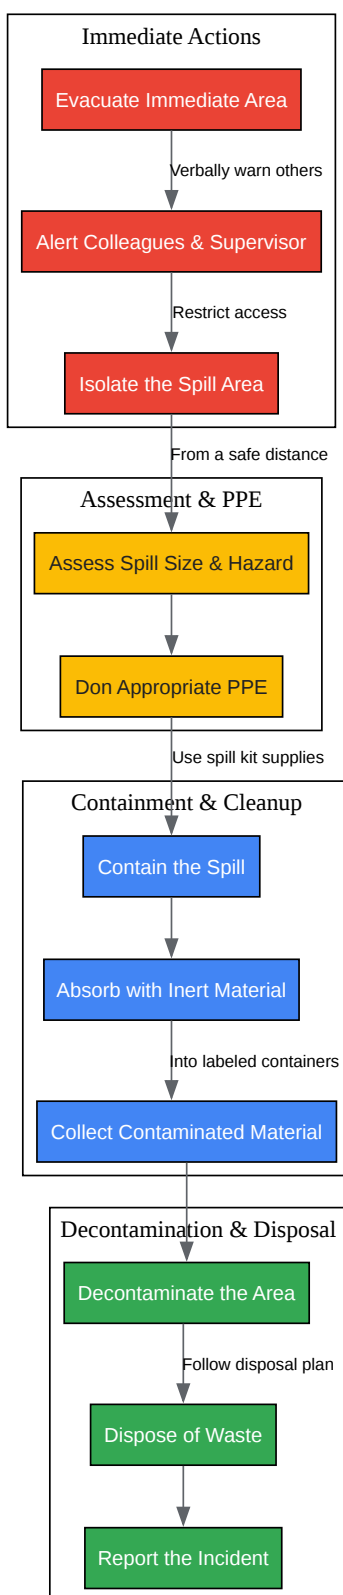 Immediate Actions
Evacuate Immediate Area
Verbally warn others
Alert Colleagues & Supervisor
Restrict access
Isolate the Spill Area
From a safe distance
Assessment & PPE
Assess Spill Size & Hazard
Don Appropriate PPE
Use spill kit supplies
Containment & Cleanup
Contain the Spill
Absorb with Inert Material
Into labeled containers
Collect Contaminated Material
Decontamination & Disposal
Decontaminate the Area
Follow disposal plan
Dispose of Waste
Report the Incident